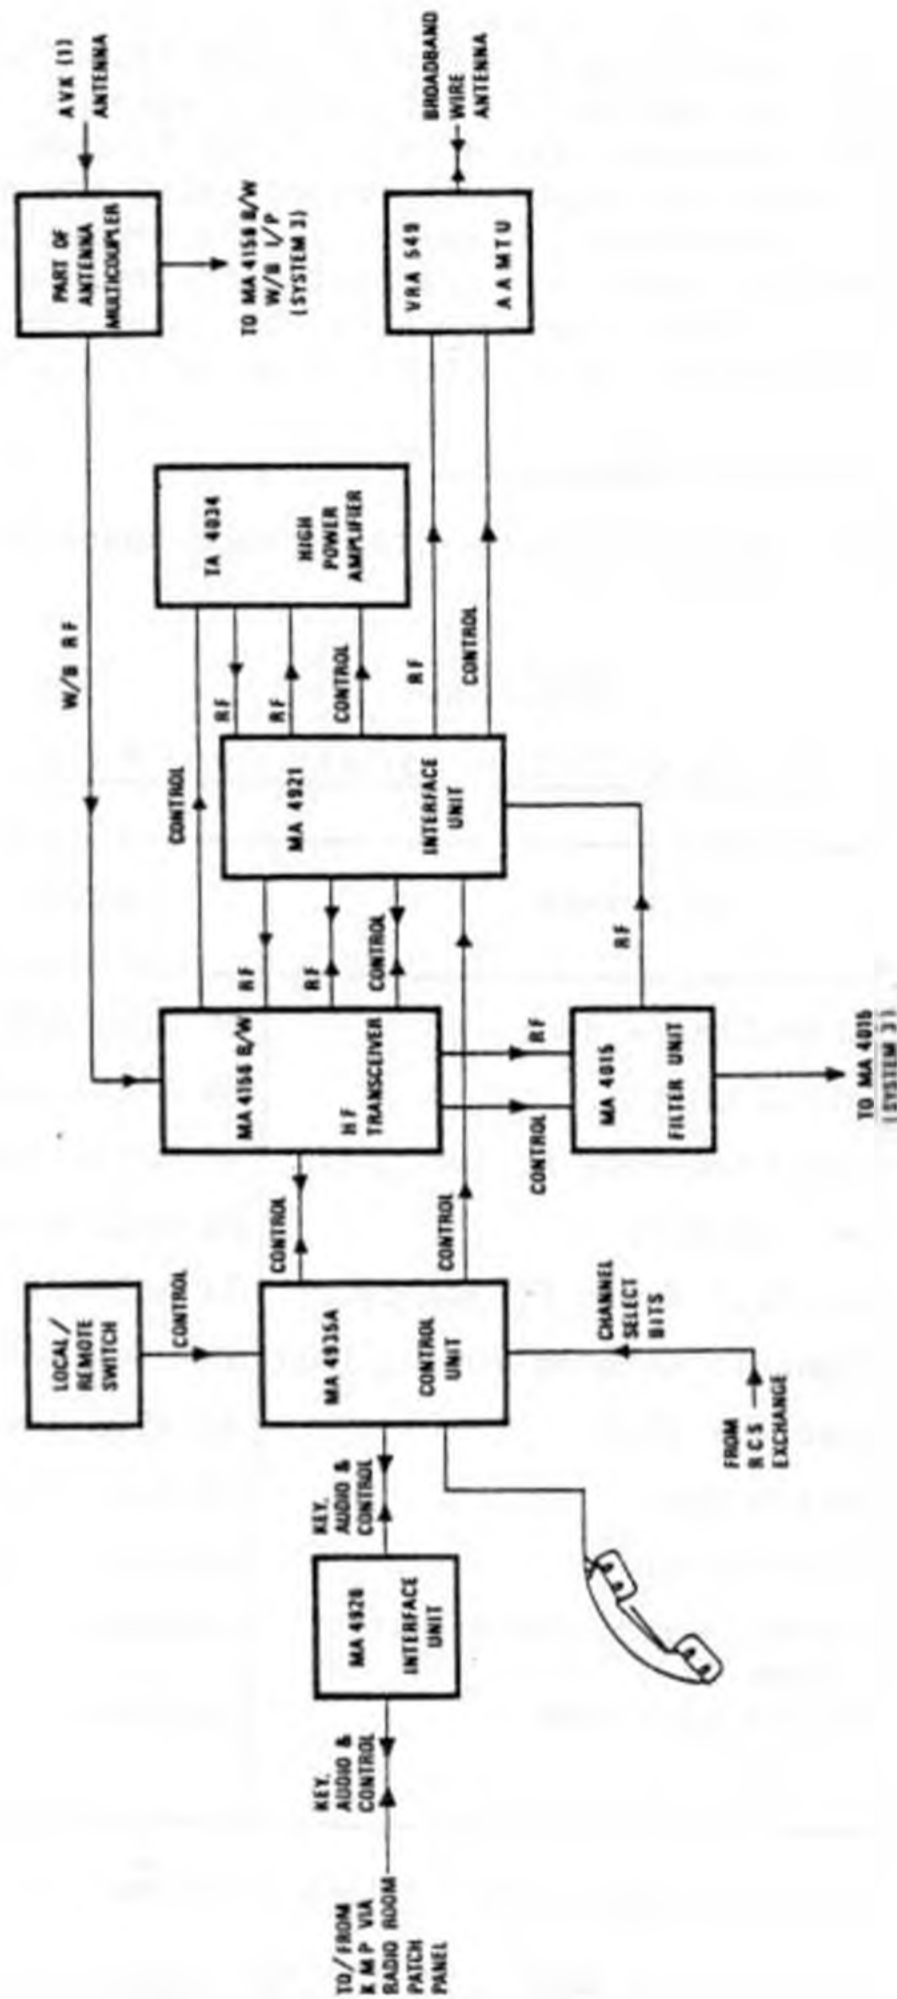 AVK (1)
ANTENNA
PART OF
ANTENNA
MULTICOUPLER
TO MA 4156 B/W
W/B I/P
(SYSTEM 3)
W/B RF
BROADBAND
WIRE
ANTENNA
VRA 549
AAMTU
TA 4034
HIGH
POWER
AMPLIFIER
CONTROL
RF
RF
CONTROL
RF
CONTROL
MA 4921
INTERFACE
UNIT
RF
RF
CONTROL
RF
MA 4156 B/W
HF
TRANSCEIVER
RF
CONTROL
MA 4015
FILTER UNIT
TO MA 4015
(SYSTEM 3)
LOCAL/
REMOTE
SWITCH
CONTROL
CONTROL
CONTROL
MA 4935A
CONTROL
UNIT
CHANNEL
SELECT
BITS
FROM
RCS
EXCHANGE
KEY,
AUDIO &
CONTROL
MA 4928
INTERFACE
UNIT
KEY,
AUDIO &
CONTROL
TO/FROM
KMP VIA
RADIO ROOM
PATCH
PANEL